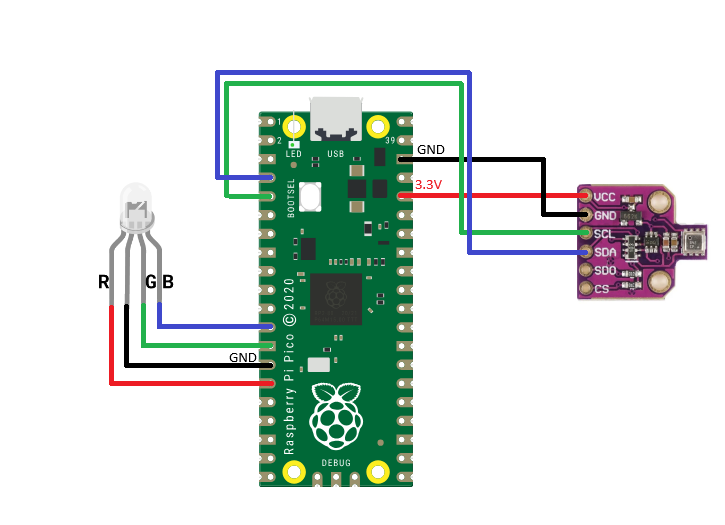 1
2
39
LED
USB
GND
BOOTSEL
3.3V
VCC
GND
SCL
SDA
SDO
CS
R
G
B
GND
Raspberry Pi Pico © 2020
DEBUG